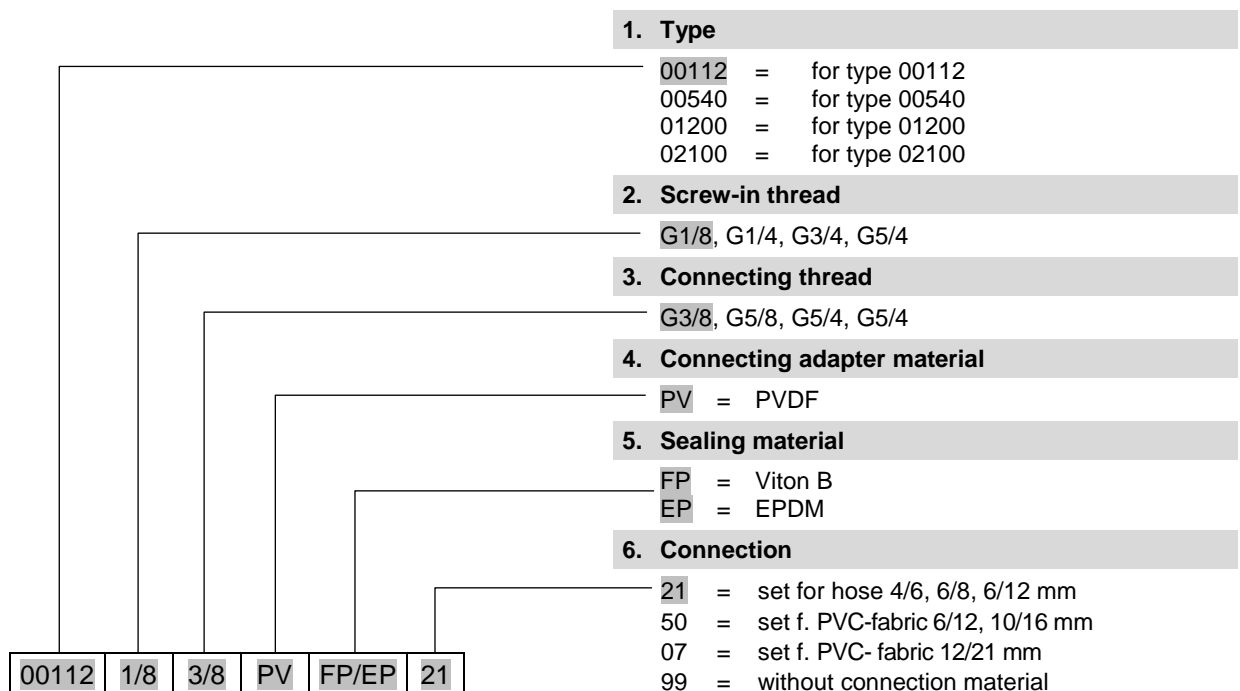 1. Type
00112 = for type 00112
00540 = for type 00540
01200 = for type 01200
02100 = for type 02100
2. Screw-in thread
G1/8, G1/4, G3/4, G5/4
3. Connecting thread
G3/8, G5/8, G5/4, G5/4
4. Connecting adapter material
PV = PVDF
5. Sealing material
FP = Viton B
EP = EPDM
6. Connection
21 = set for hose 4/6, 6/8, 6/12 mm
50 = set f. PVC-fabric 6/12, 10/16 mm
07 = set f. PVC- fabric 12/21 mm
99 = without connection material
00112 1/8 3/8 PV FP/EP 21